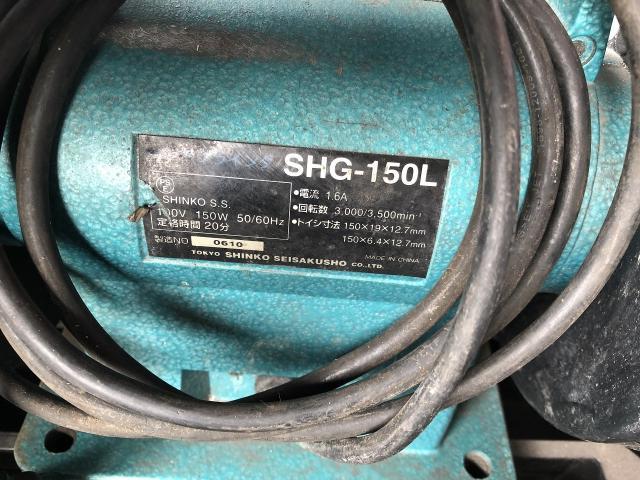 SHG-150L
SHINKO S.S.
100V 150W 50/60Hz
定格時間 20分
製造NO 0610
•電流 1.6A
•回転数 3,000/3,500min⁻¹
•トイシ寸法 150×19×12.7mm
150×6.4×12.7mm
MADE IN CHINA
TOKYO SHINKO SEISAKUSHO CO.,LTD.